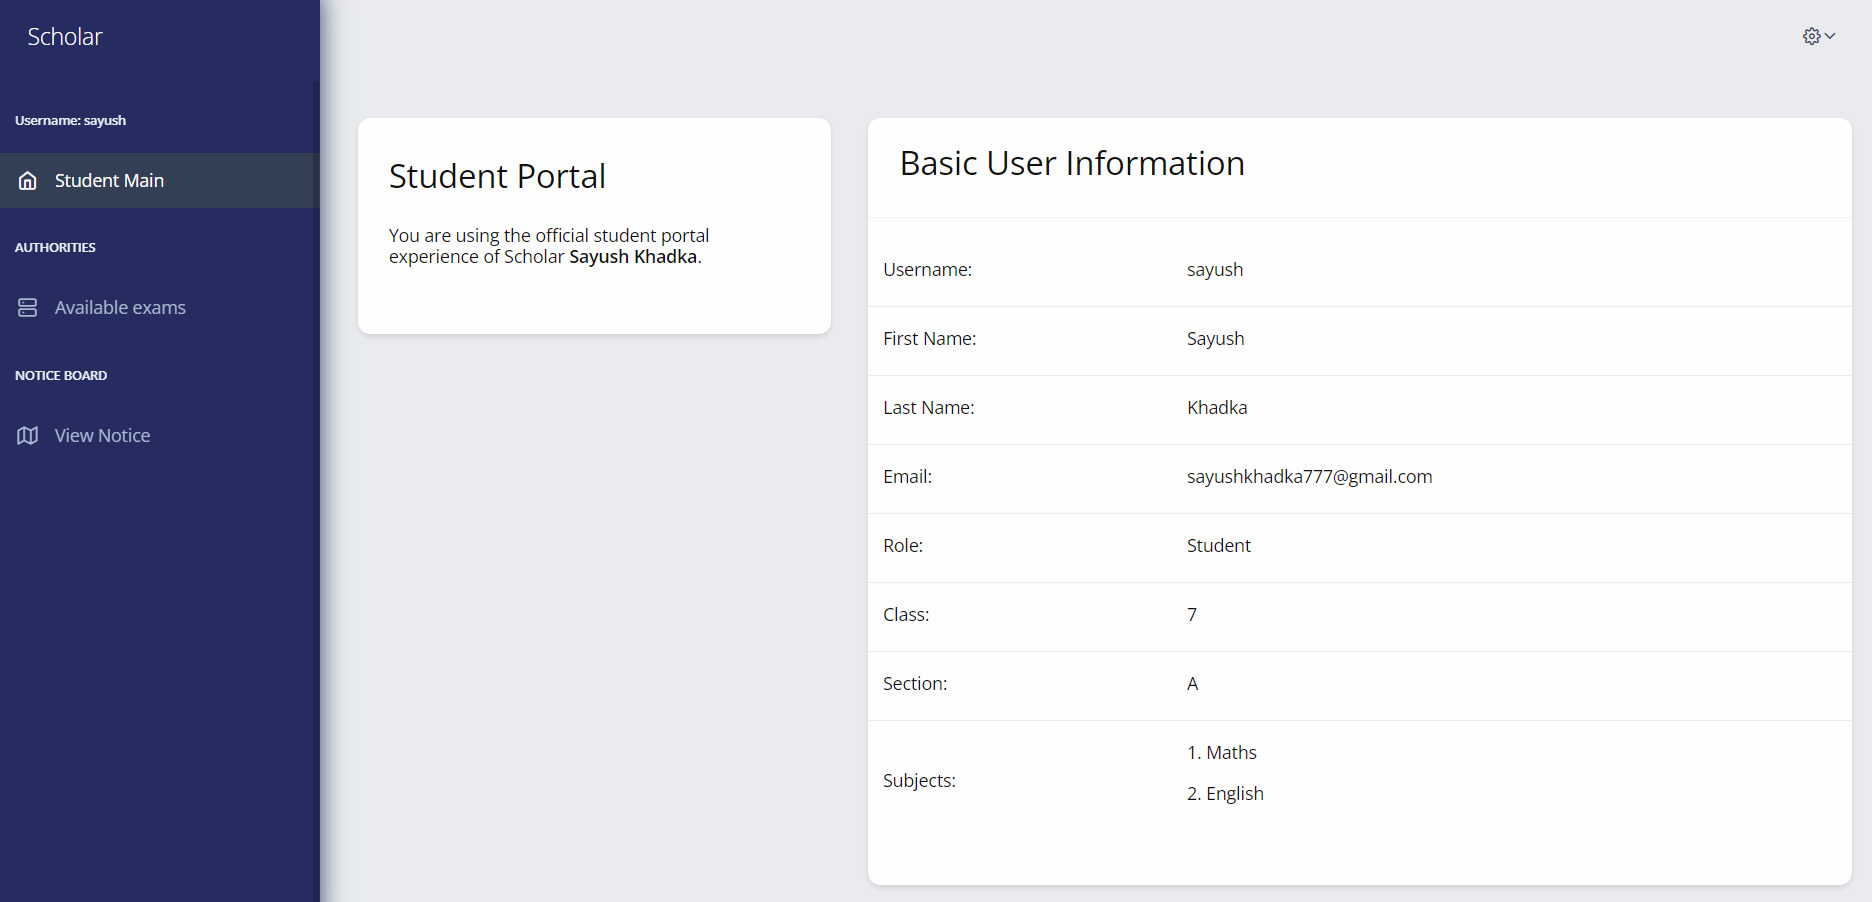 Scholar
Username: sayush
Student Main
AUTHORITIES
Available exams
NOTICE BOARD
View Notice
Student Portal
You are using the official student portal
experience of Scholar Sayush Khadka.
Basic User Information
Username: sayush
First Name: Sayush
Last Name: Khadka
Email: sayushkhadka777@gmail.com
Role: Student
Class: 7
Section: A
Subjects:
1. Maths
2. English